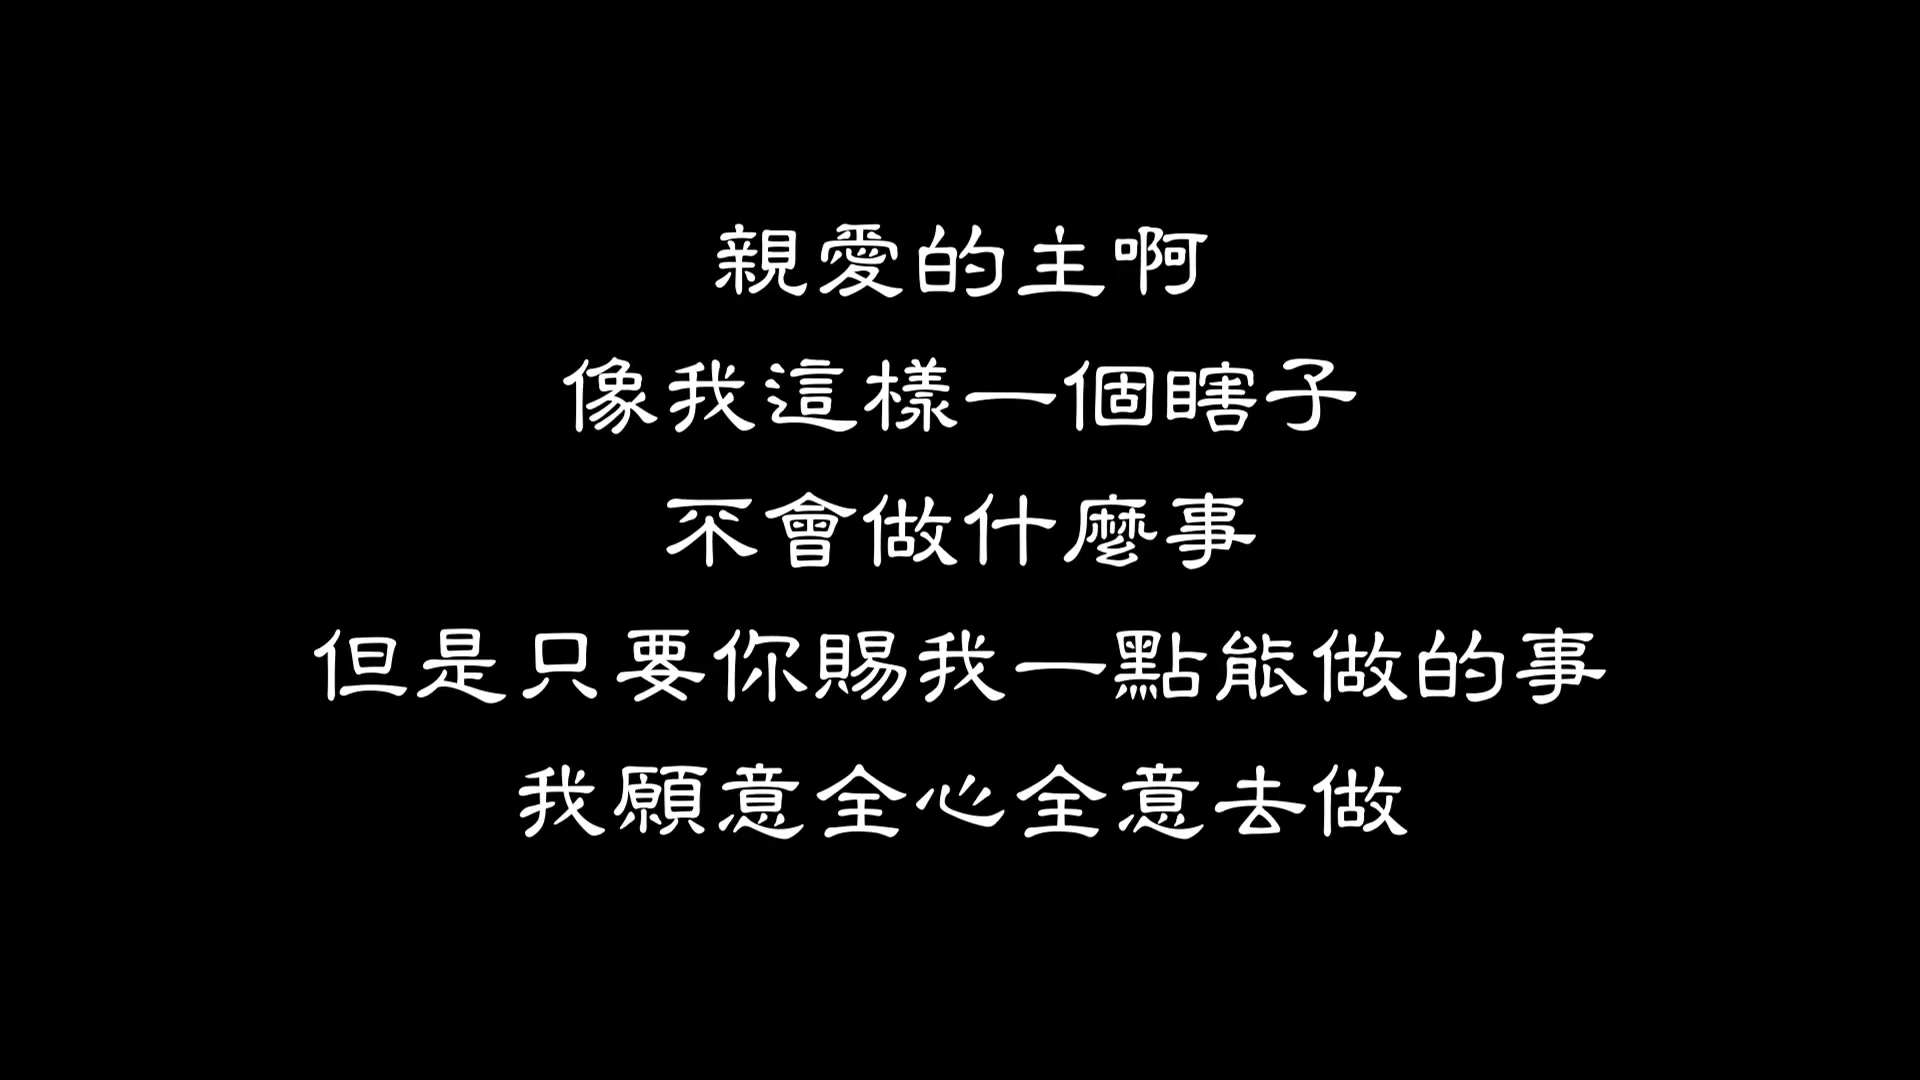 親愛的主啊
像我這樣一個瞎子
不會做什麼事
但是只要你賜我一點能做的事
我願意全心全意去做